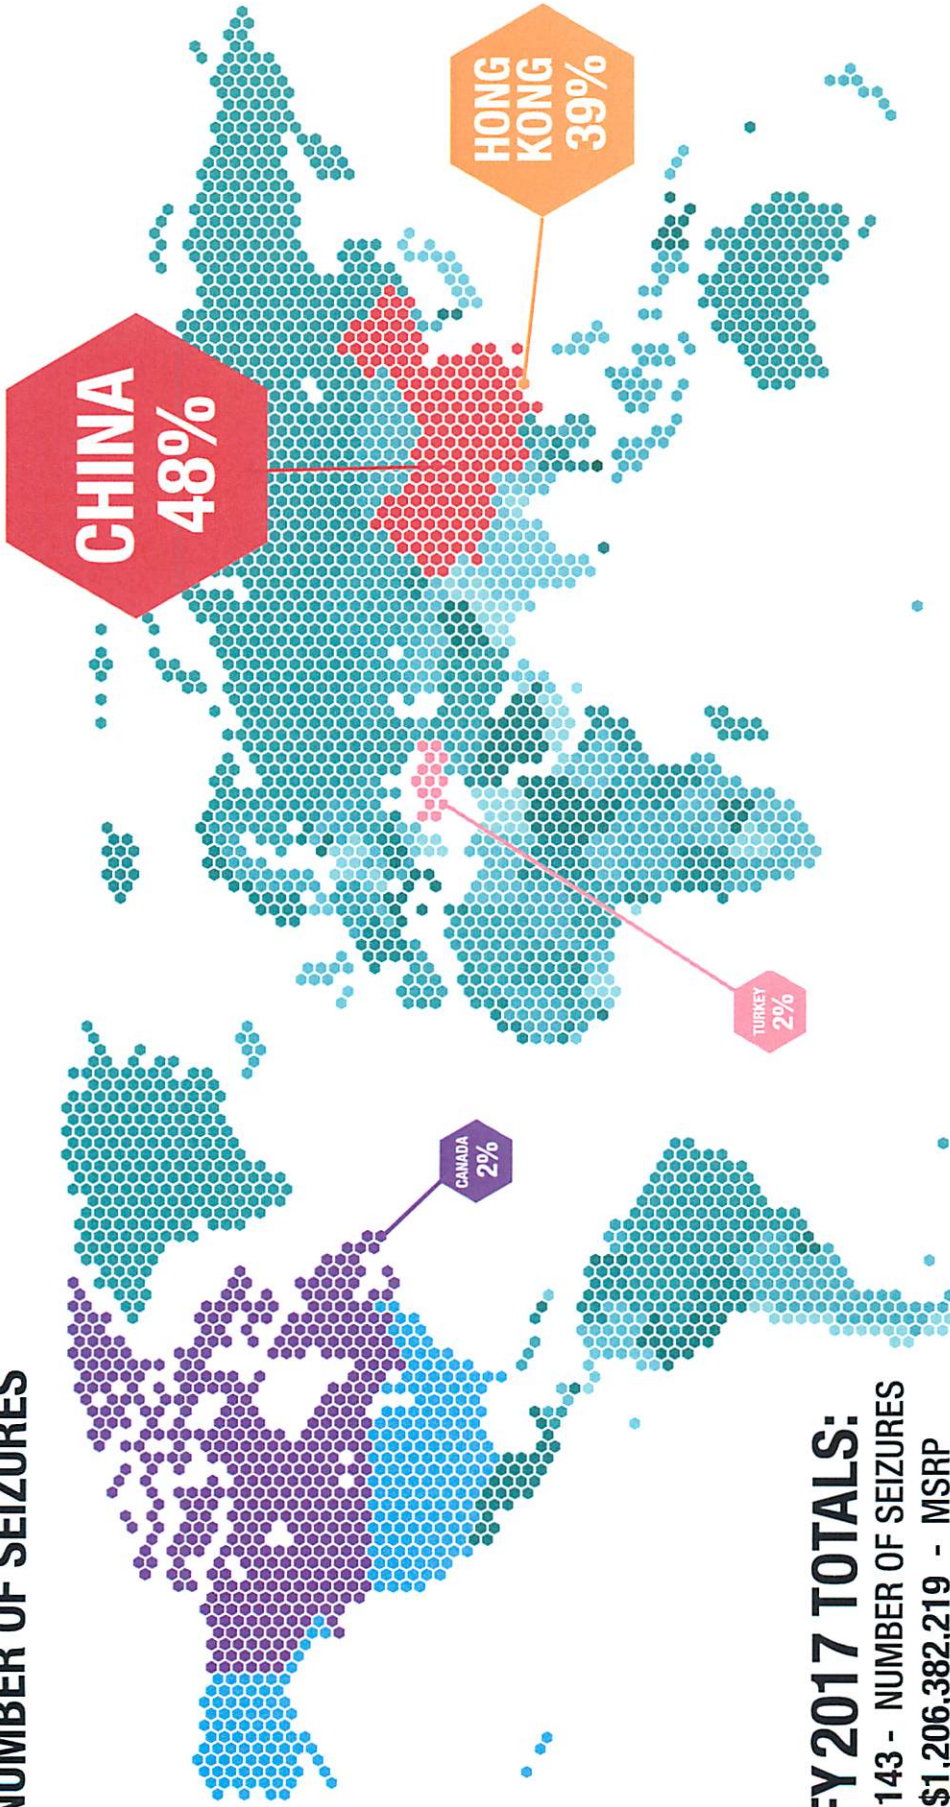 NUMBER OF SEIZURES
CHINA
48%
HONG
KONG
39%
TURKEY
2%
CANADA
2%
FY 2017 TOTALS:
143 - NUMBER OF SEIZURES
$1,206,382,219 - MSRP